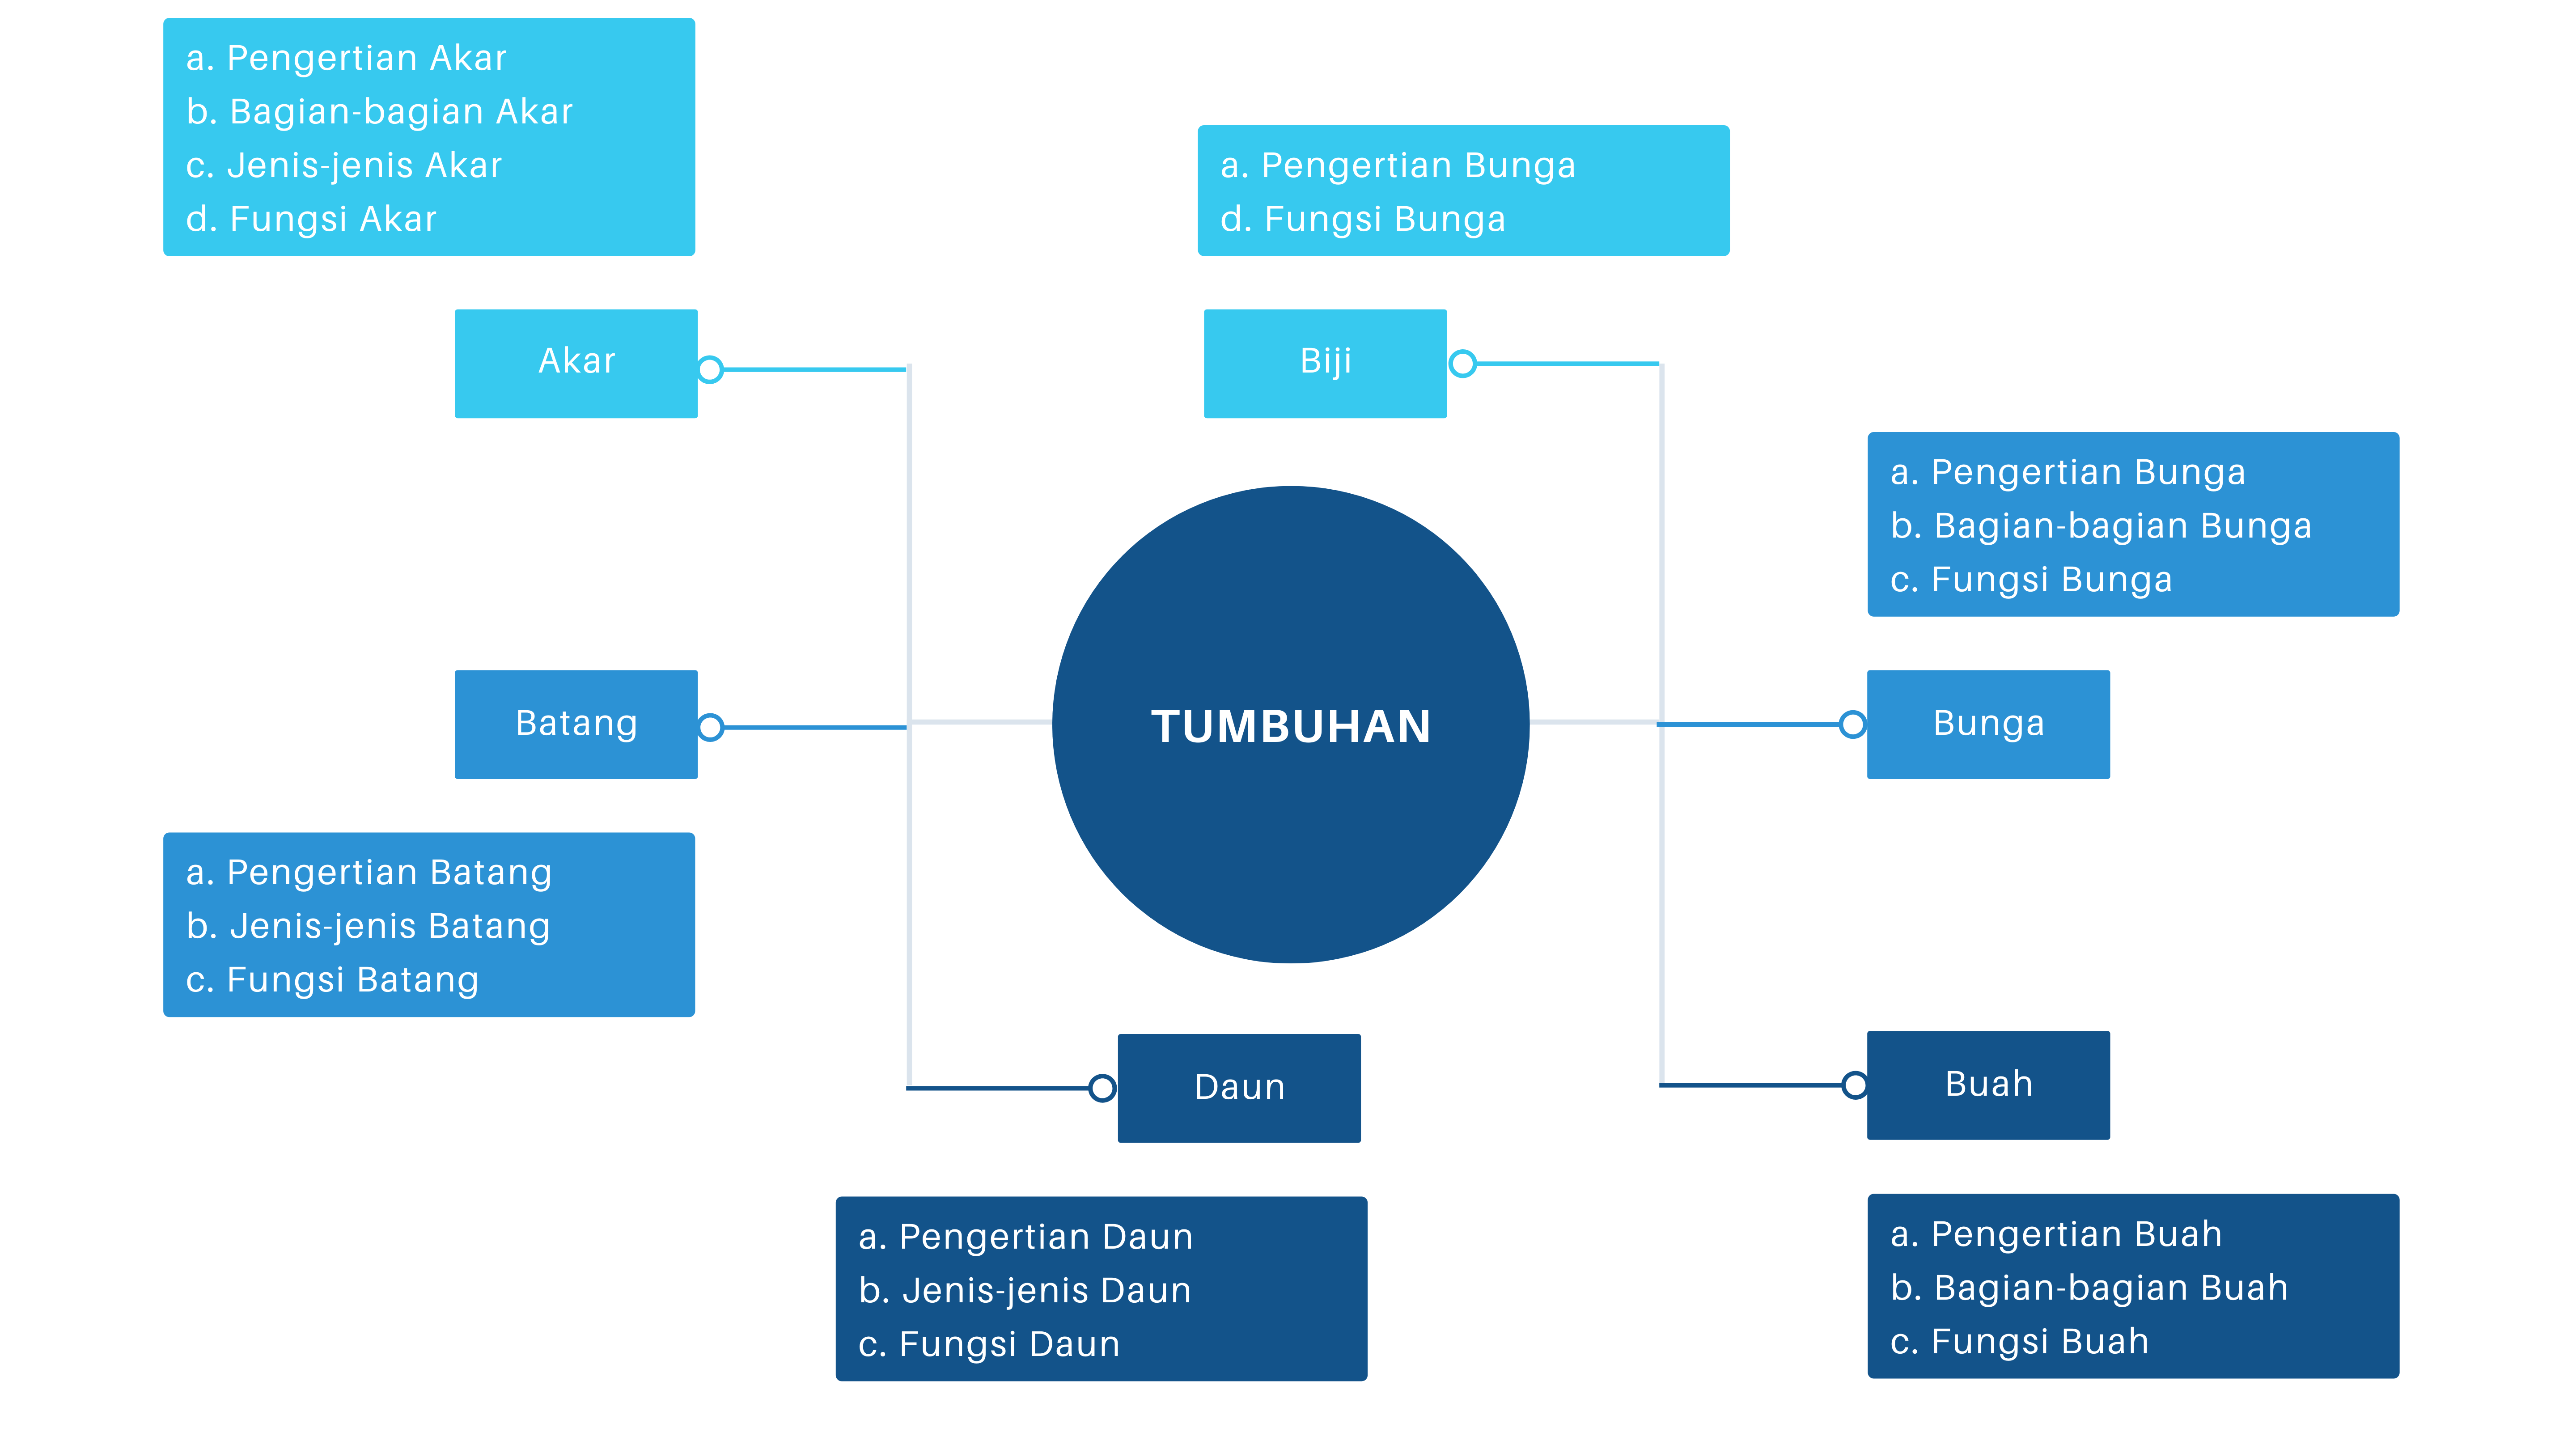 a. Pengertian Akar
b. Bagian-bagian Akar
c. Jenis-jenis Akar
d. Fungsi Akar
Akar
a. Pengertian Bunga
d. Fungsi Bunga
Biji
a. Pengertian Bunga
b. Bagian-bagian Bunga
c. Fungsi Bunga
Bunga
TUMBUHAN
Batang
a. Pengertian Batang
b. Jenis-jenis Batang
c. Fungsi Batang
Daun
a. Pengertian Daun
b. Jenis-jenis Daun
c. Fungsi Daun
Buah
a. Pengertian Buah
b. Bagian-bagian Buah
c. Fungsi Buah